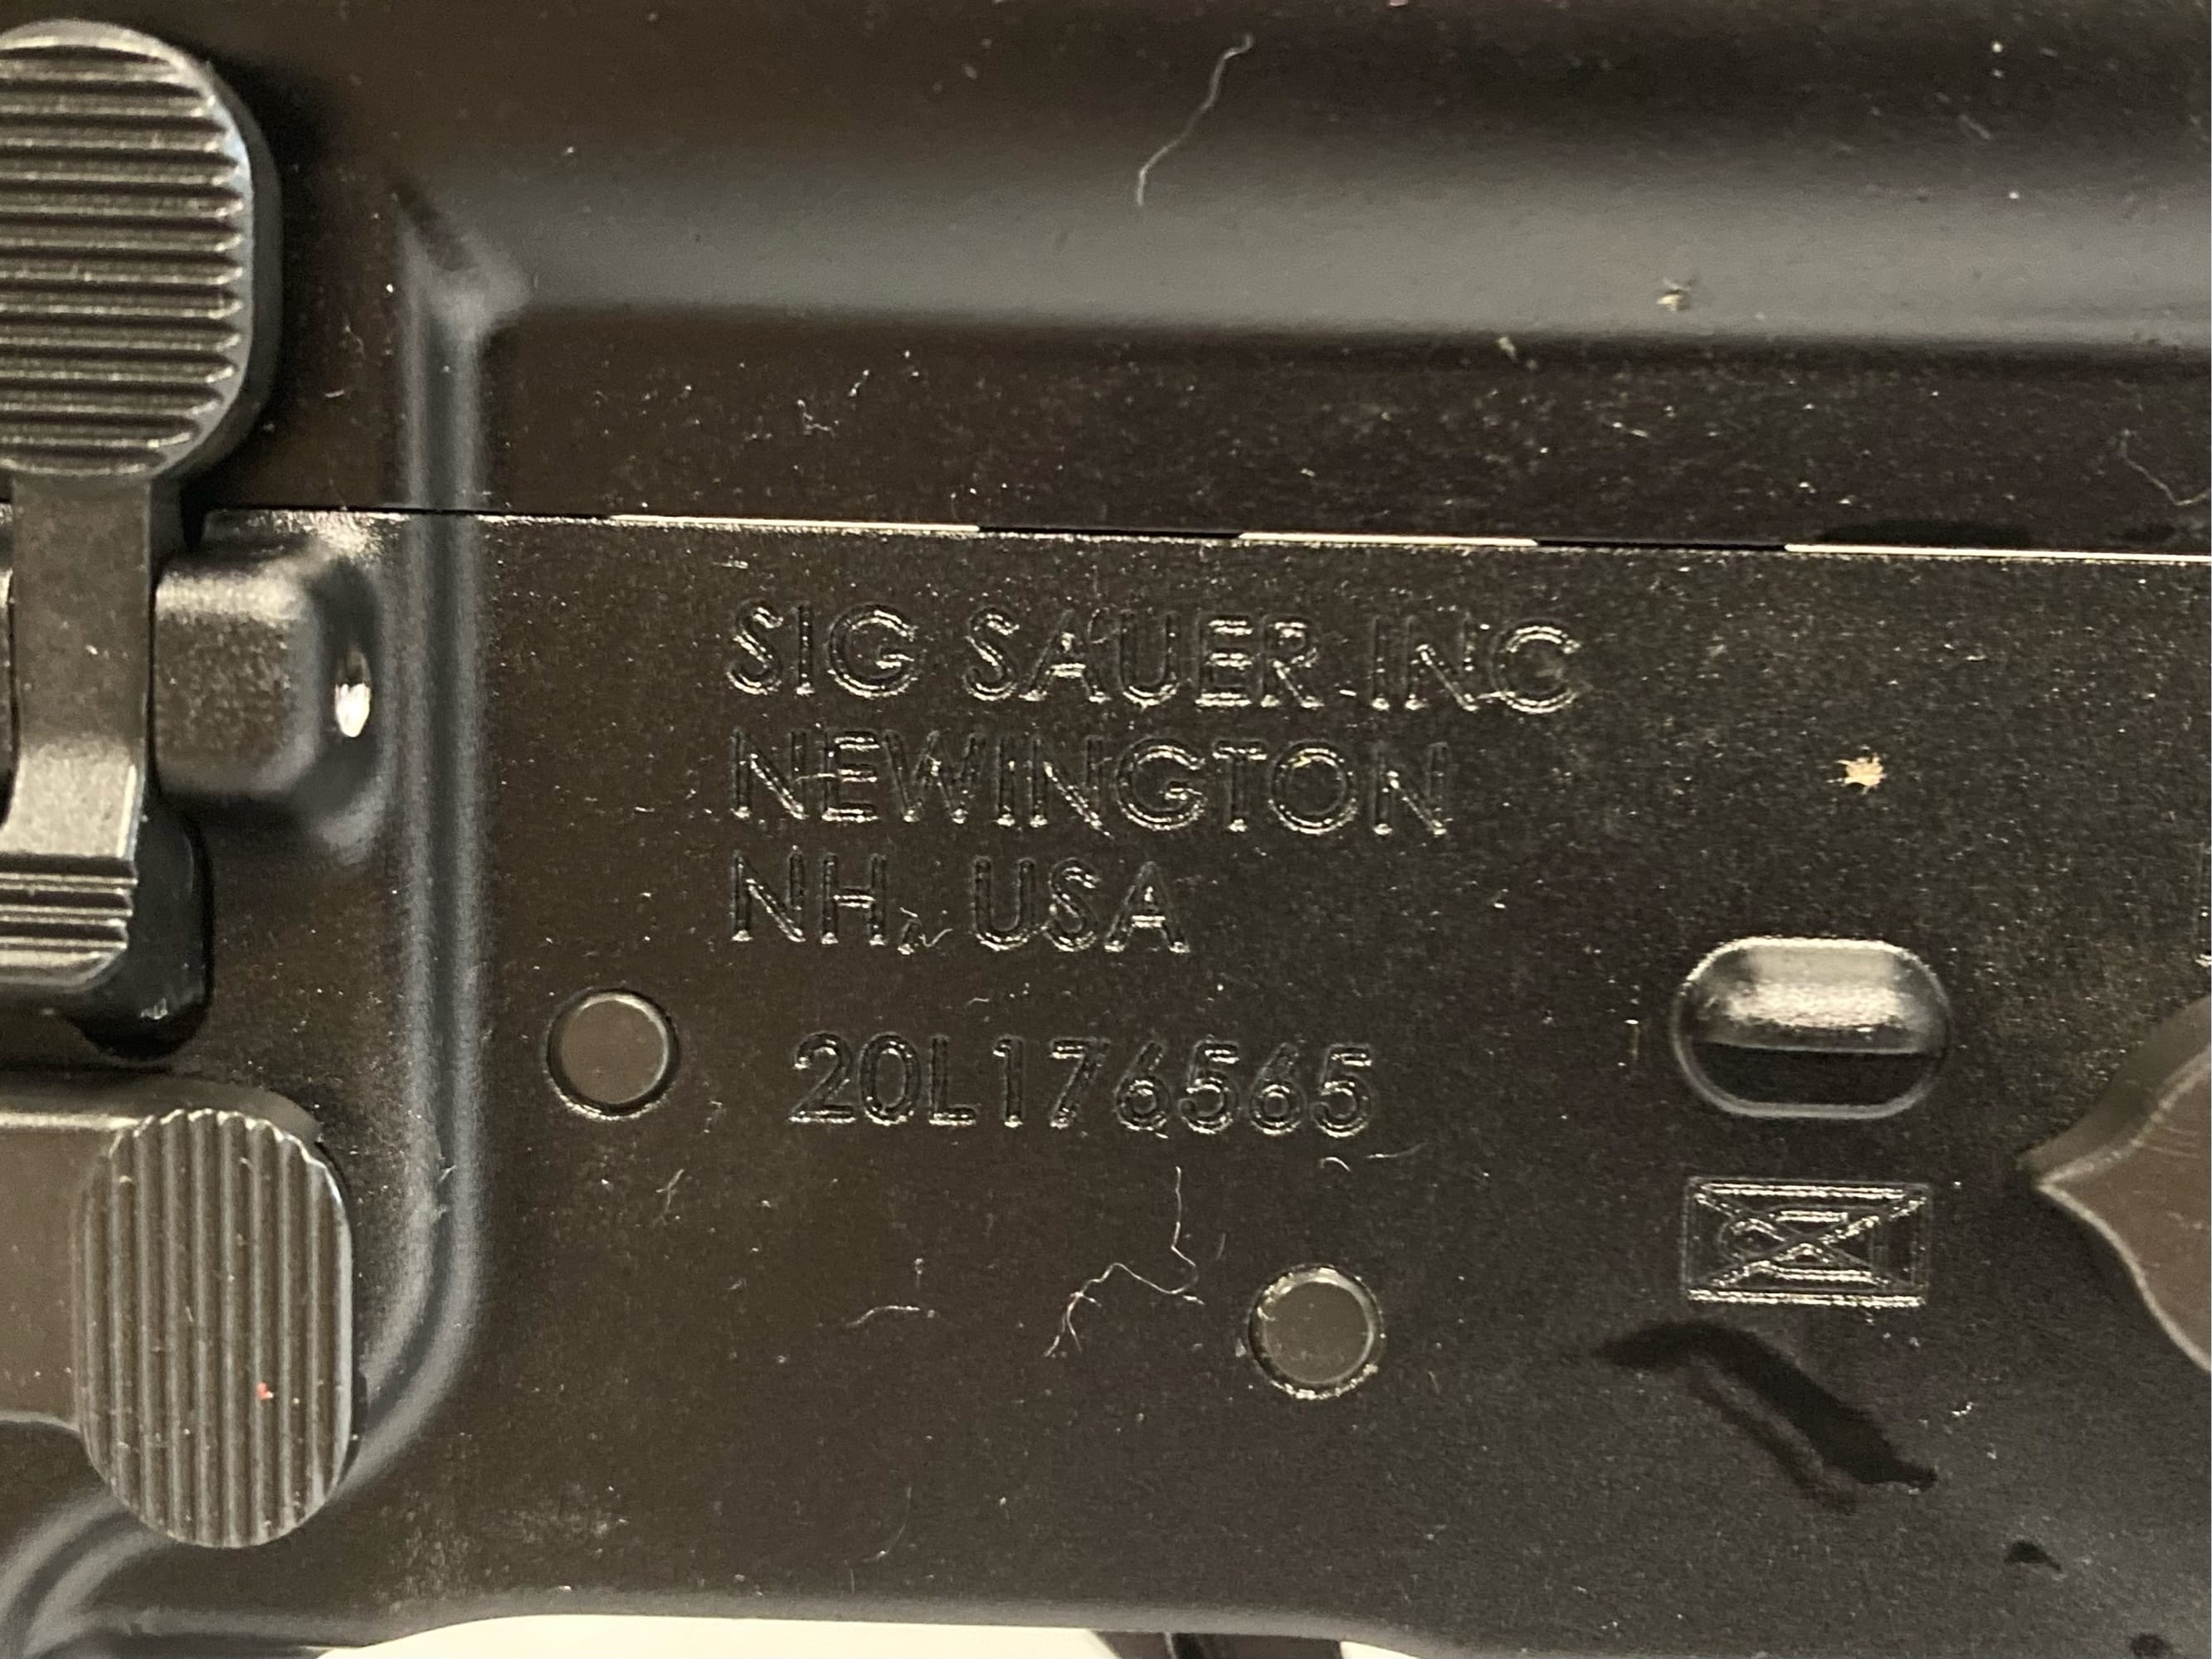 SIG SAUER INC
NEWINGTON
NH, USA
20L176565